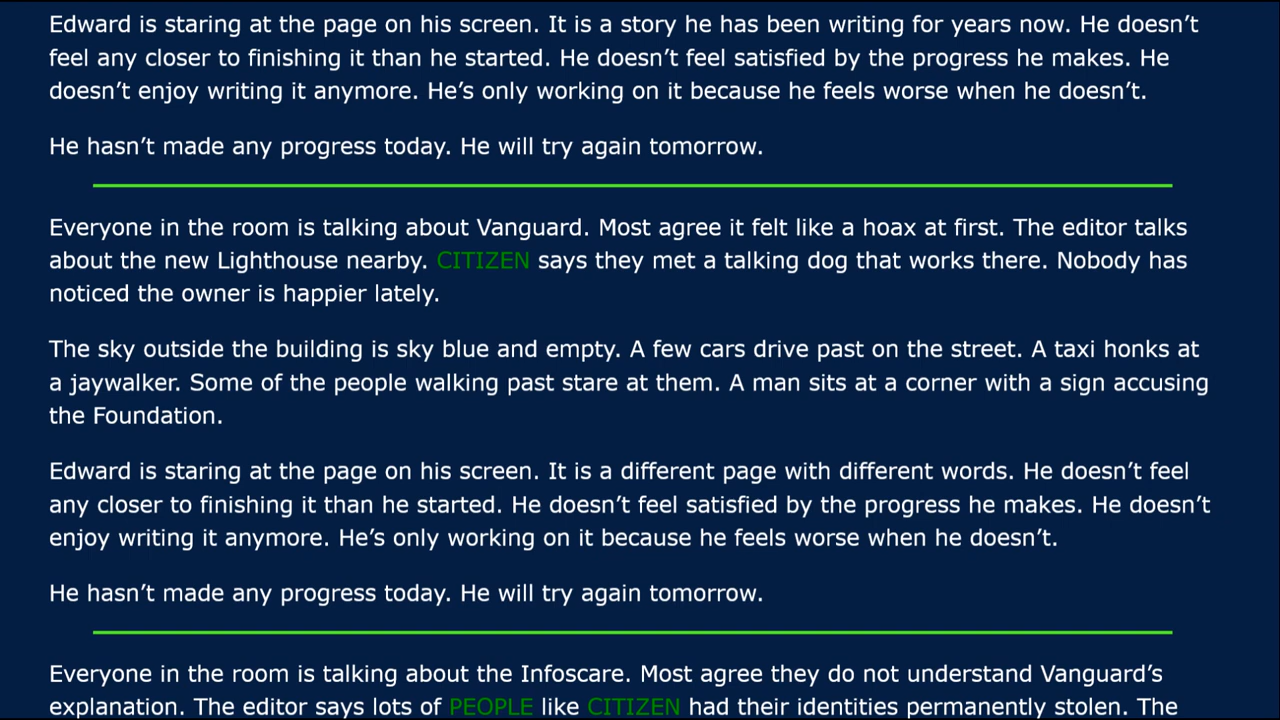 Edward is staring at the page on his screen. It is a story he has been writing for years now. He doesn’t
feel any closer to finishing it than he started. He doesn’t feel satisfied by the progress he makes. He
doesn’t enjoy writing it anymore. He’s only working on it because he feels worse when he doesn’t.
He hasn’t made any progress today. He will try again tomorrow.
Everyone in the room is talking about Vanguard. Most agree it felt like a hoax at first. The editor talks
about the new Lighthouse nearby. CITIZEN says they met a talking dog that works there. Nobody has
noticed the owner is happier lately.
The sky outside the building is sky blue and empty. A few cars drive past on the street. A taxi honks at
a jaywalker. Some of the people walking past stare at them. A man sits at a corner with a sign accusing
the Foundation.
Edward is staring at the page on his screen. It is a different page with different words. He doesn’t feel
any closer to finishing it than he started. He doesn’t feel satisfied by the progress he makes. He doesn’t
enjoy writing it anymore. He’s only working on it because he feels worse when he doesn’t.
He hasn’t made any progress today. He will try again tomorrow.
Everyone in the room is talking about the Infoscare. Most agree they do not understand Vanguard’s
explanation. The editor says lots of PEOPLE like CITIZEN had their identities permanently stolen. The